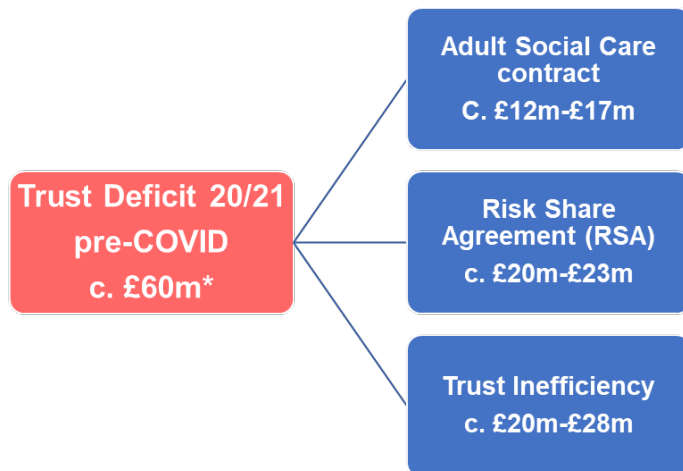 Trust Deficit 20/21
pre-COVID
c. £60m*
Adult Social Care
contract
C. £12m-£17m
Risk Share
Agreement (RSA)
c. £20m-£23m
Trust Inefficiency
c. £20m-£28m